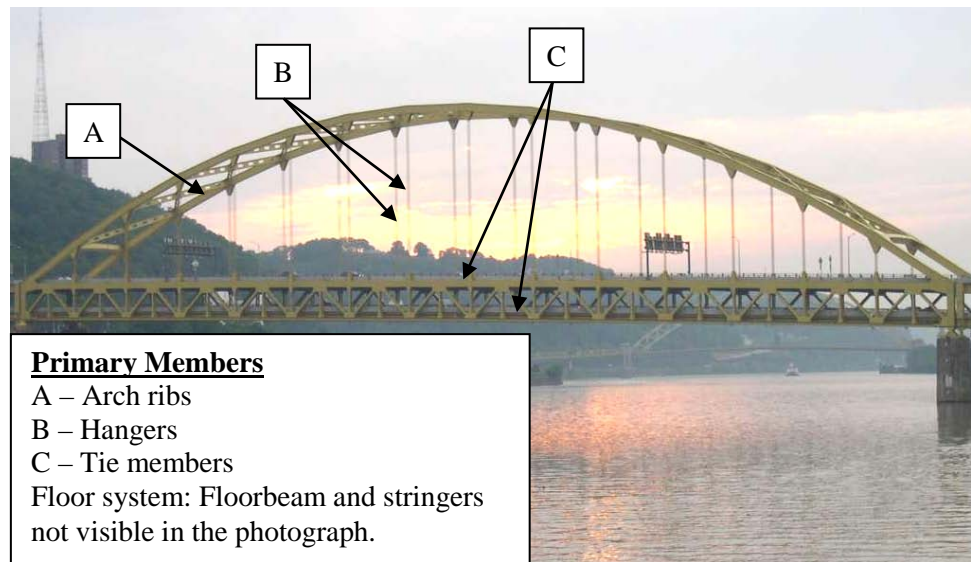 A
B
C
Primary Members
A – Arch ribs
B – Hangers
C – Tie members
Floor system: Floorbeam and stringers
not visible in the photograph.